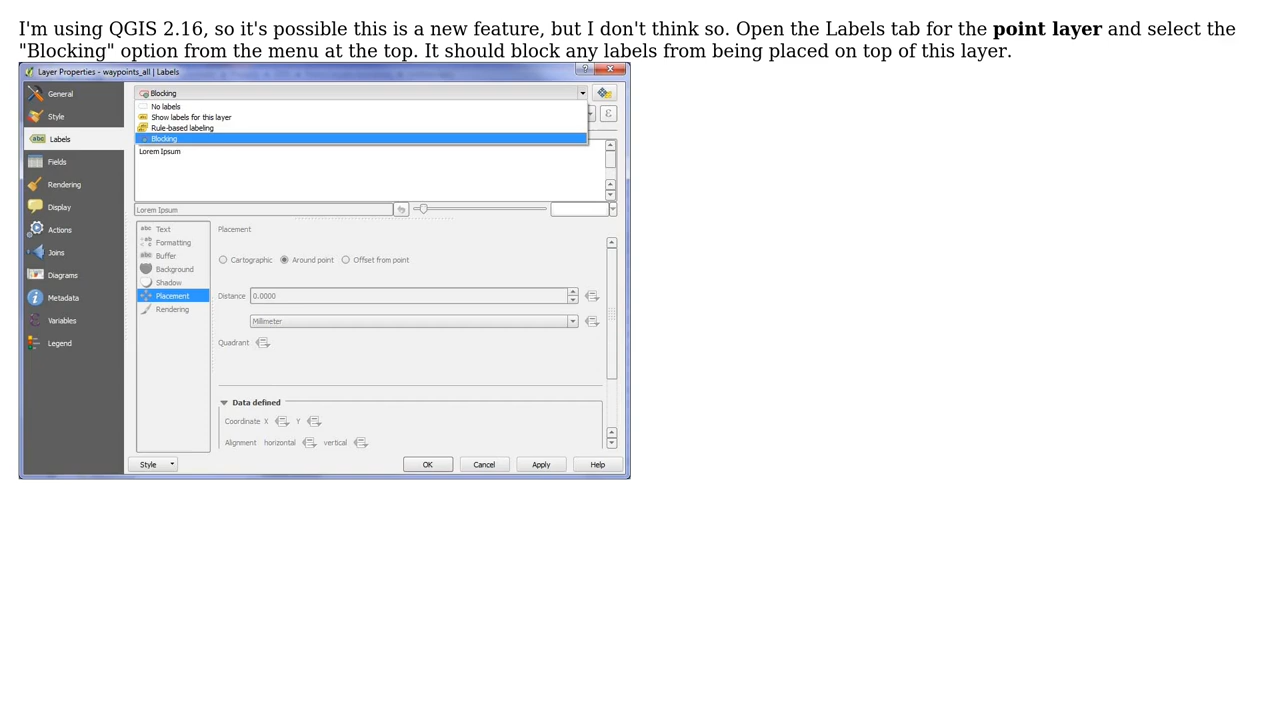 I'm using QGIS 2.16, so it's possible this is a new feature, but I don't think so. Open the Labels tab for the point layer and select the
"Blocking" option from the menu at the top. It should block any labels from being placed on top of this layer.
Layer Properties - waypoints_all | Labels
General
Style
Labels
Fields
Rendering
Display
Actions
Joins
Diagrams
Metadata
Variables
Legend
Blocking
No labels
Show labels for this layer
Rule-based labeling
Blocking
Lorem Ipsum
Lorem Ipsum
Text
Formatting
Buffer
Background
Shadow
Placement
Rendering
Placement
Cartographic Around point Offset from point
Distance 0.0000
Millimeter
Quadrant
Data defined
Coordinate X Y
Alignment horizontal vertical
Style OK Cancel Apply Help